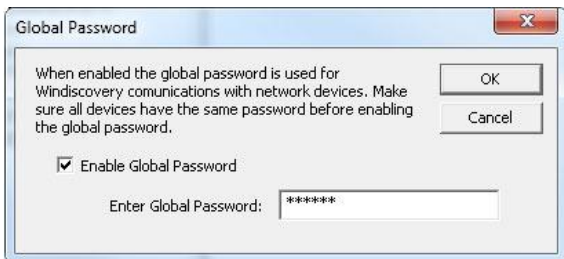 Global Password
When enabled the global password is used for
Windiscovery comunications with network devices. Make
sure all devices have the same password before enabling
the global password.
OK
Cancel
Enable Global Password
Enter Global Password: ******